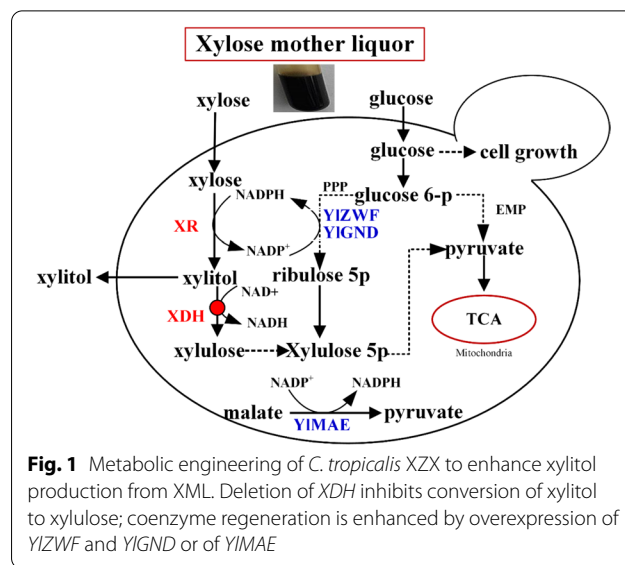 Xylose mother liquor
xylose glucose
glucose cell growth
xylose NADPH PPP glucose 6-p EMP
XR YlZWF
YlGND
NADP+ pyruvate
xylitol xylitol ribulose 5p
NAD+
XDH NADH TCA
xylulose Xylulose 5p Mitochondria
NADP+ NADPH
malate pyruvate
YlMAE
Fig. 1 Metabolic engineering of C. tropicalis XZX to enhance xylitol
production from XML. Deletion of XDH inhibits conversion of xylitol
to xylulose; coenzyme regeneration is enhanced by overexpression of
YlZWF and YlGND or of YlMAE